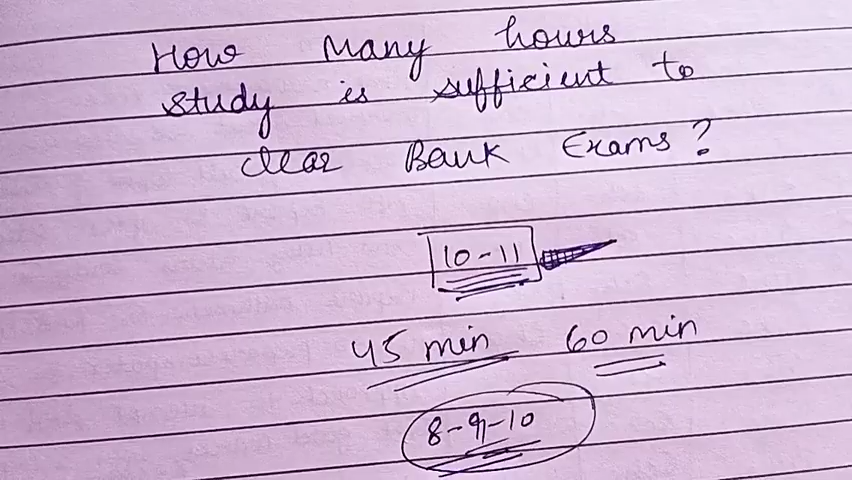 How Many hours
study is sufficient to
clear Bank Exams?
10-11
45 min 60 min
8-9-10